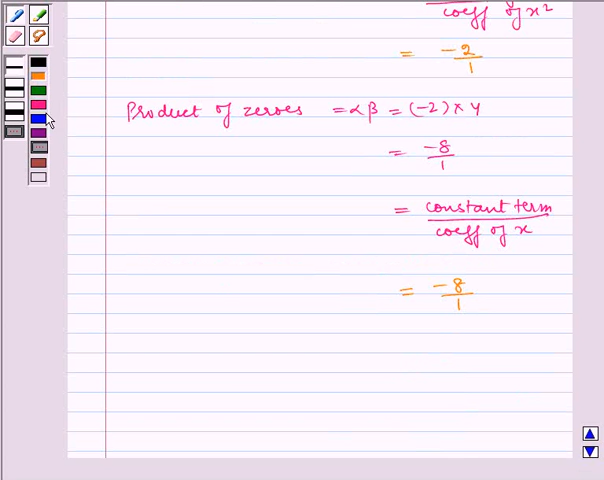 coeff of x²
= -2/1
Product of zeroes = αβ = (-2) × 4
= -8/1
= constant term / coeff of x
= -8/1